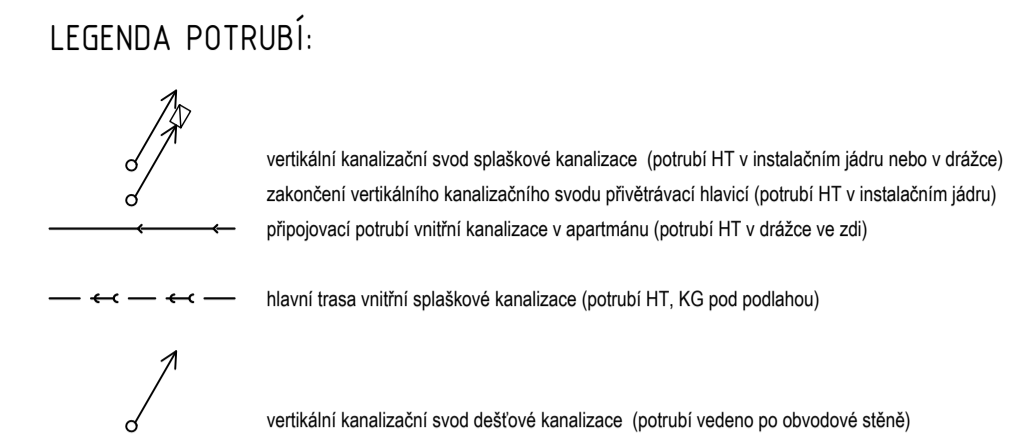 LEGENDA POTRUBÍ:
vertikální kanalizační svod splaškové kanalizace (potrubí HT v instalačním jádru nebo v drážce)
zakončení vertikálního kanalizačního svodu přivětrávací hlavicí (potrubí HT v instalačním jádru)
připojovací potrubí vnitřní kanalizace v apartmánu (potrubí HT v drážce ve zdi)
hlavní trasa vnitřní splaškové kanalizace (potrubí HT, KG pod podlahou)
vertikální kanalizační svod dešťové kanalizace (potrubí vedeno po obvodové stěně)